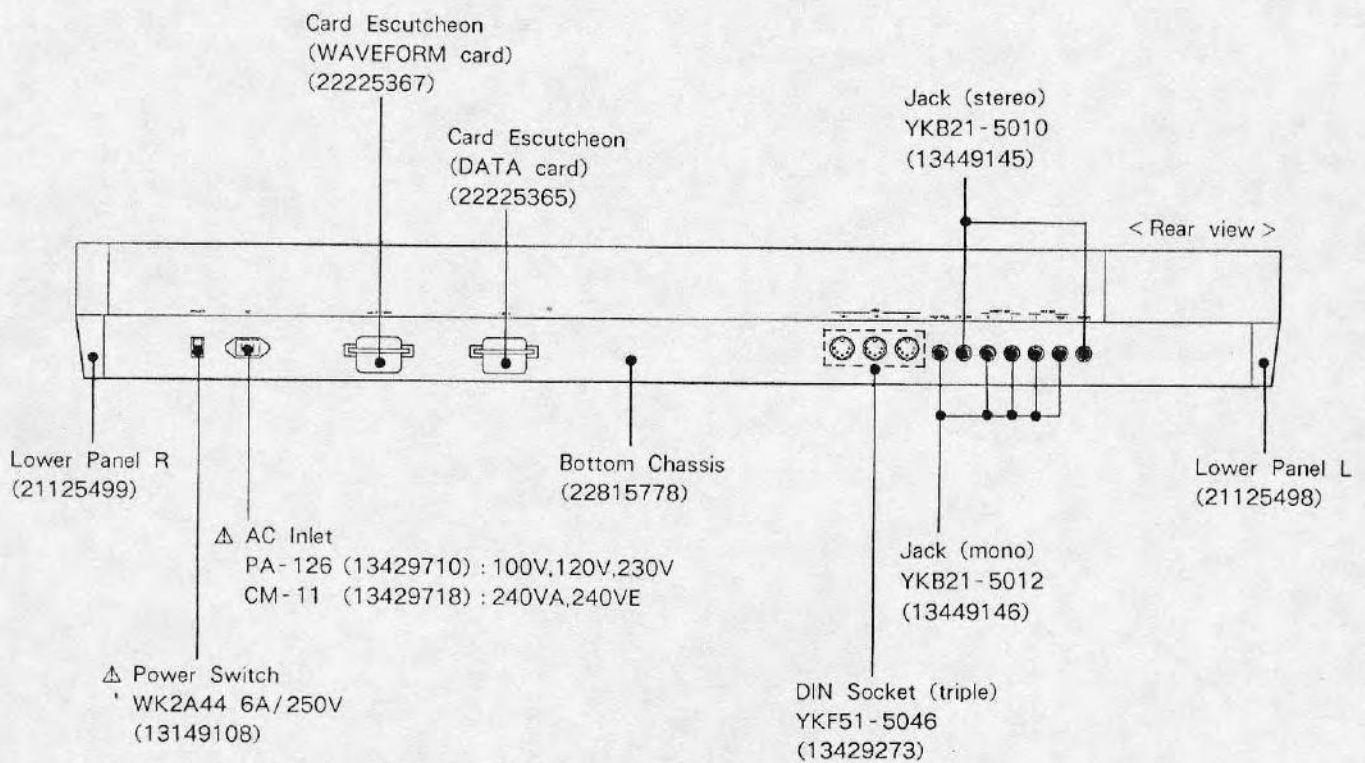 Card Escutcheon
(WAVEFORM card)
(22225367)
Card Escutcheon
(DATA card)
(22225365)
Jack (stereo)
YKB21-5010
(13449145)
< Rear view >
Lower Panel R
(21125499)
Bottom Chassis
(22815778)
Lower Panel L
(21125498)
⚠ AC Inlet
PA-126 (13429710) : 100V,120V,230V
CM-11 (13429718) : 240VA,240VE
Jack (mono)
YKB21-5012
(13449146)
⚠ Power Switch
WK2A44 6A/250V
(13149108)
DIN Socket (triple)
YKF51-5046
(13429273)